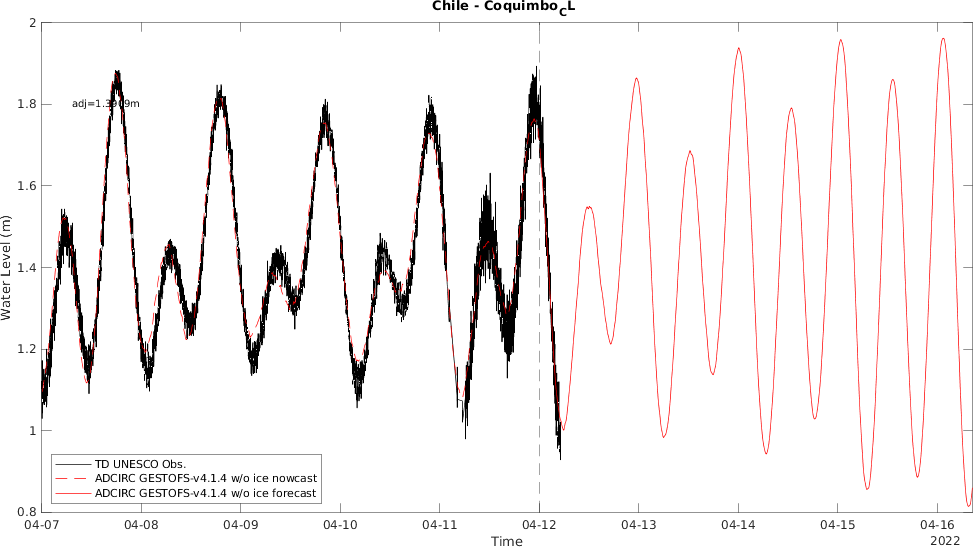 Chile - Coquimbo_CL
2
1.8
1.6
1.4
1.2
1
0.8
Water Level (m)
TD UNESCO Obs.
ADCIRC GESTOFS-v4.1.4 w/o ice nowcast
ADCIRC GESTOFS-v4.1.4 w/o ice forecast
04-07 04-08 04-09 04-10 04-11 04-12 04-13 04-14 04-15 04-16
Time
2022